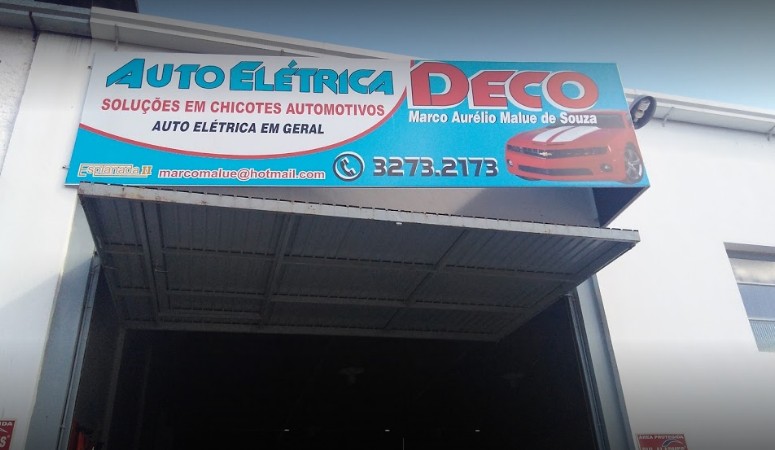 AUTO ELÉTRICA DECO
SOLUÇÕES EM CHICOTES AUTOMOTIVOS
AUTO ELÉTRICA EM GERAL
Marco Aurélio Malue de Souza
marcomalue@hotmail.com
3273.2173